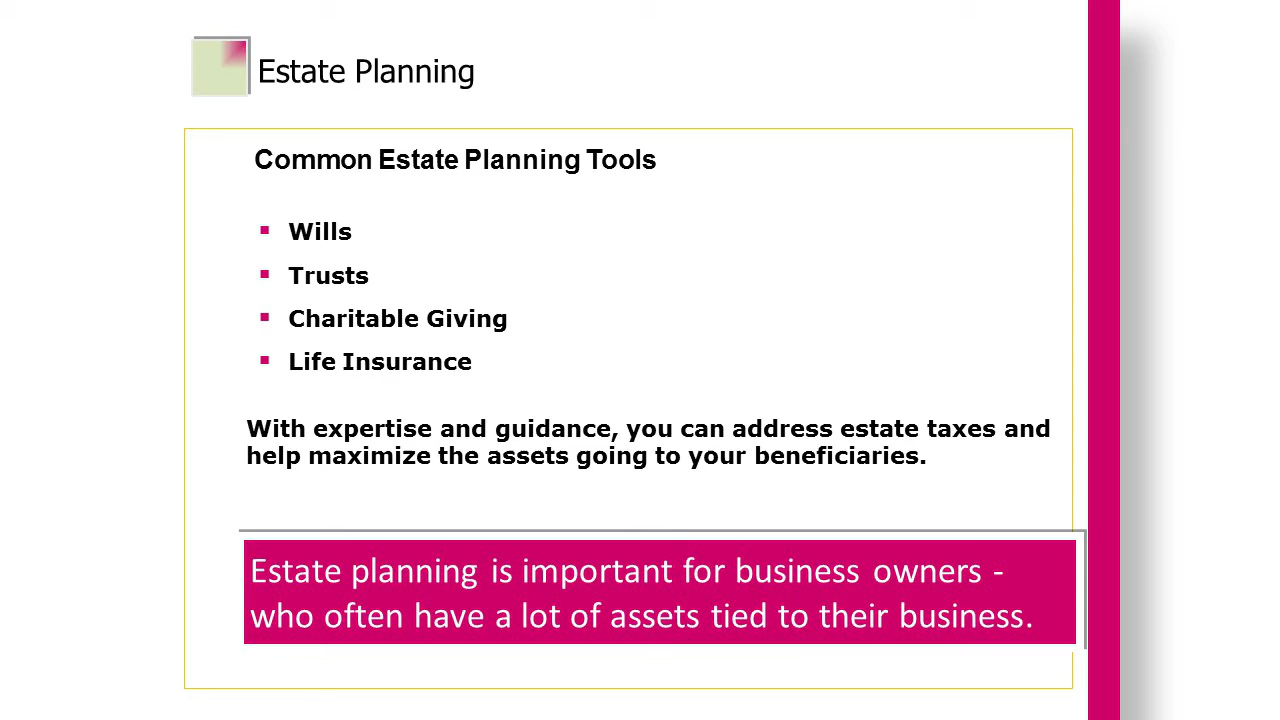 Estate Planning
Common Estate Planning Tools
Wills
Trusts
Charitable Giving
Life Insurance
With expertise and guidance, you can address estate taxes and
help maximize the assets going to your beneficiaries.
Estate planning is important for business owners -
who often have a lot of assets tied to their business.